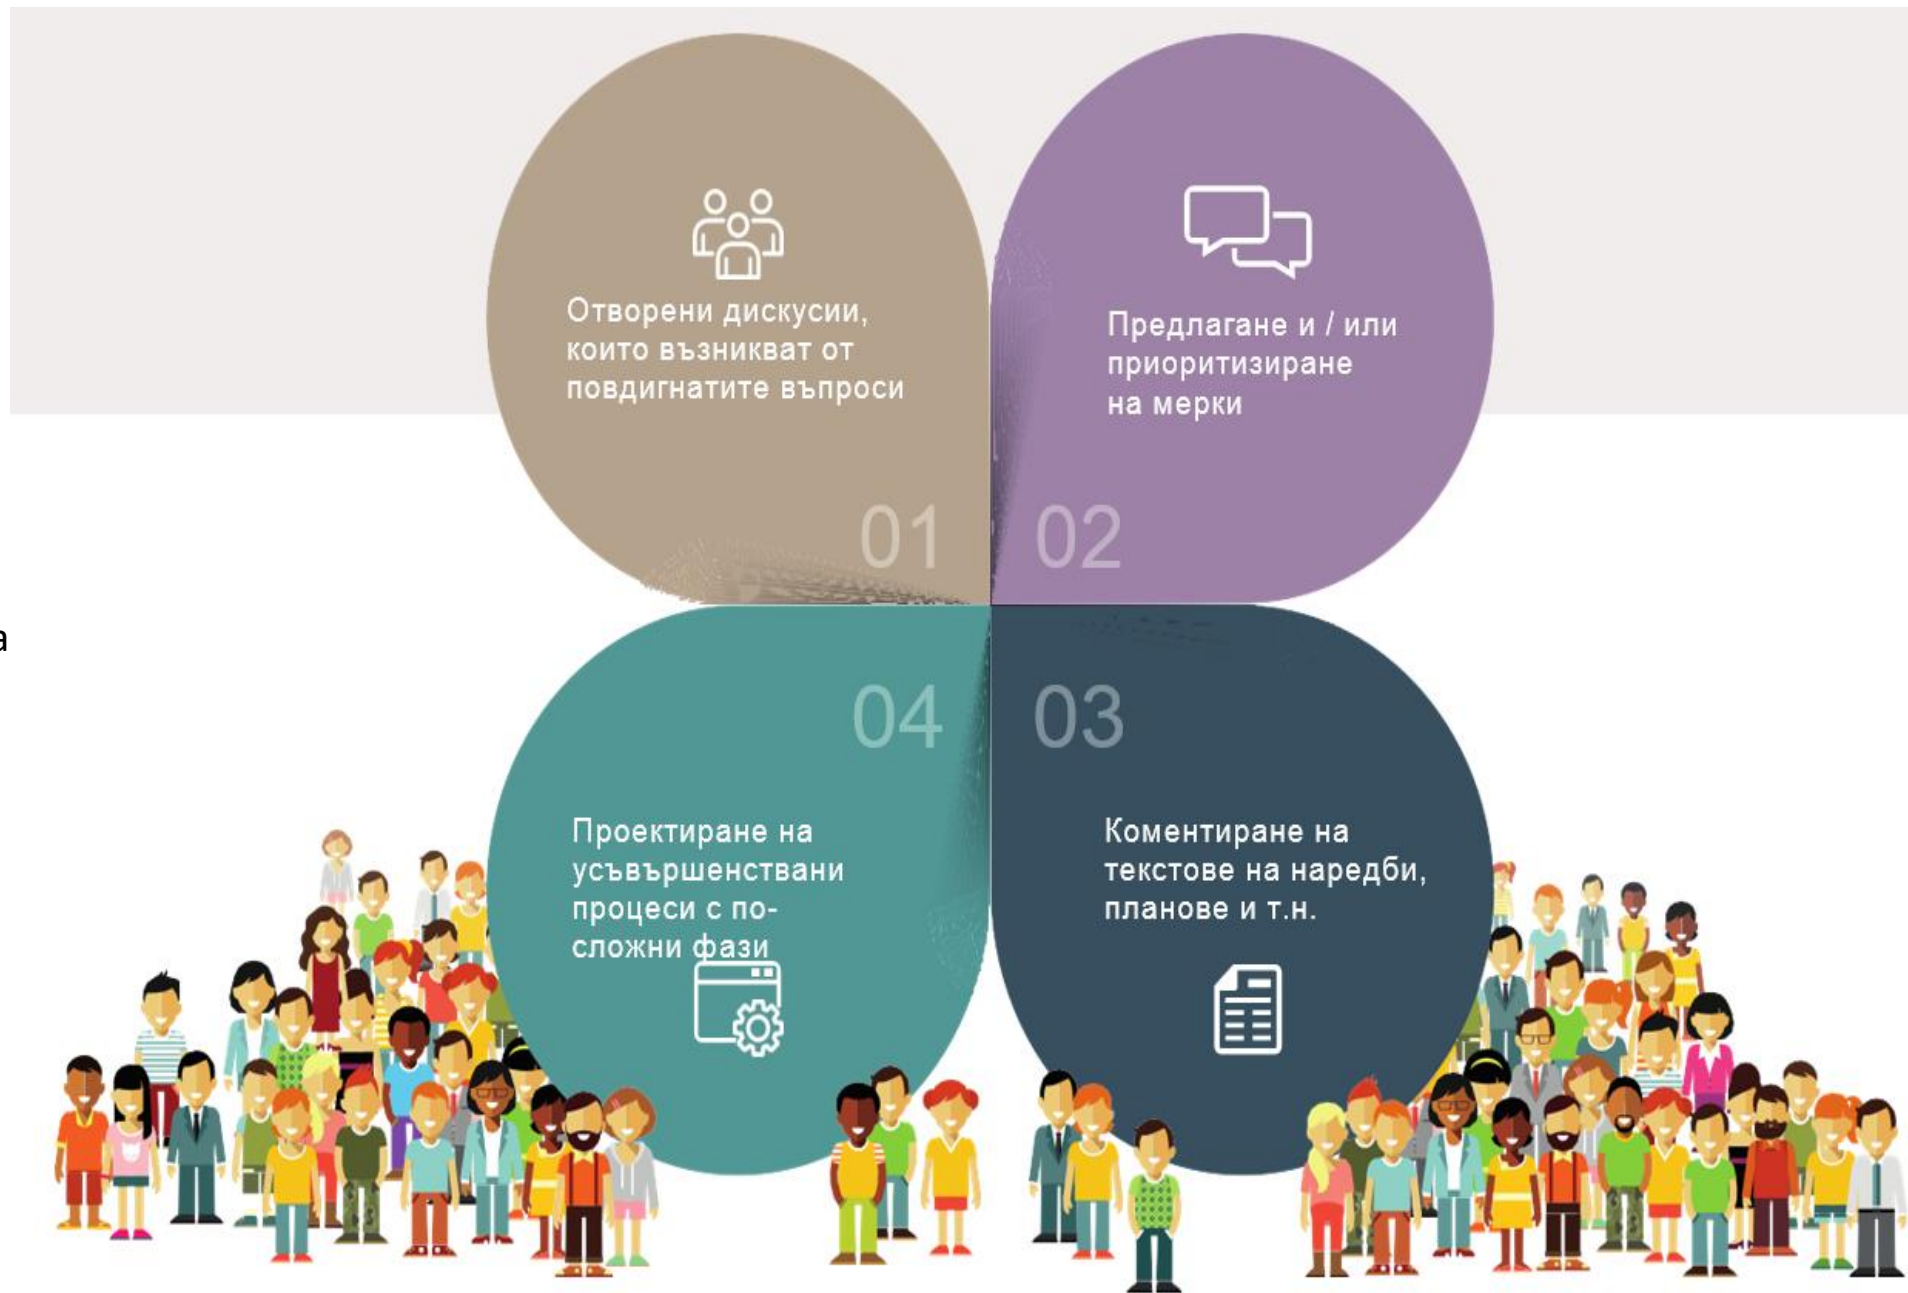 Отворени дискусии,
които възникват от
повдигнатите въпроси
01
Предлагане и / или
приоритизиране
на мерки
02
а
04
Проектиране на
усъвършенствани
процеси с по-
сложни фази
03
Коментиране на
текстове на наредби,
планове и т.н.